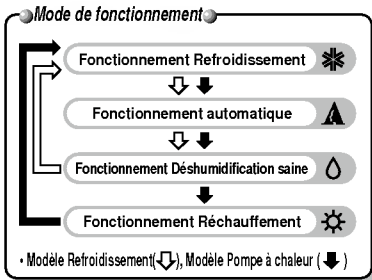 Mode de fonctionnement
Fonctionnement Refroidissement
Fonctionnement automatique
Fonctionnement Déshumidification saine
Fonctionnement Réchauffement
• Modèle Refroidissement(), Modèle Pompe à chaleur ( )